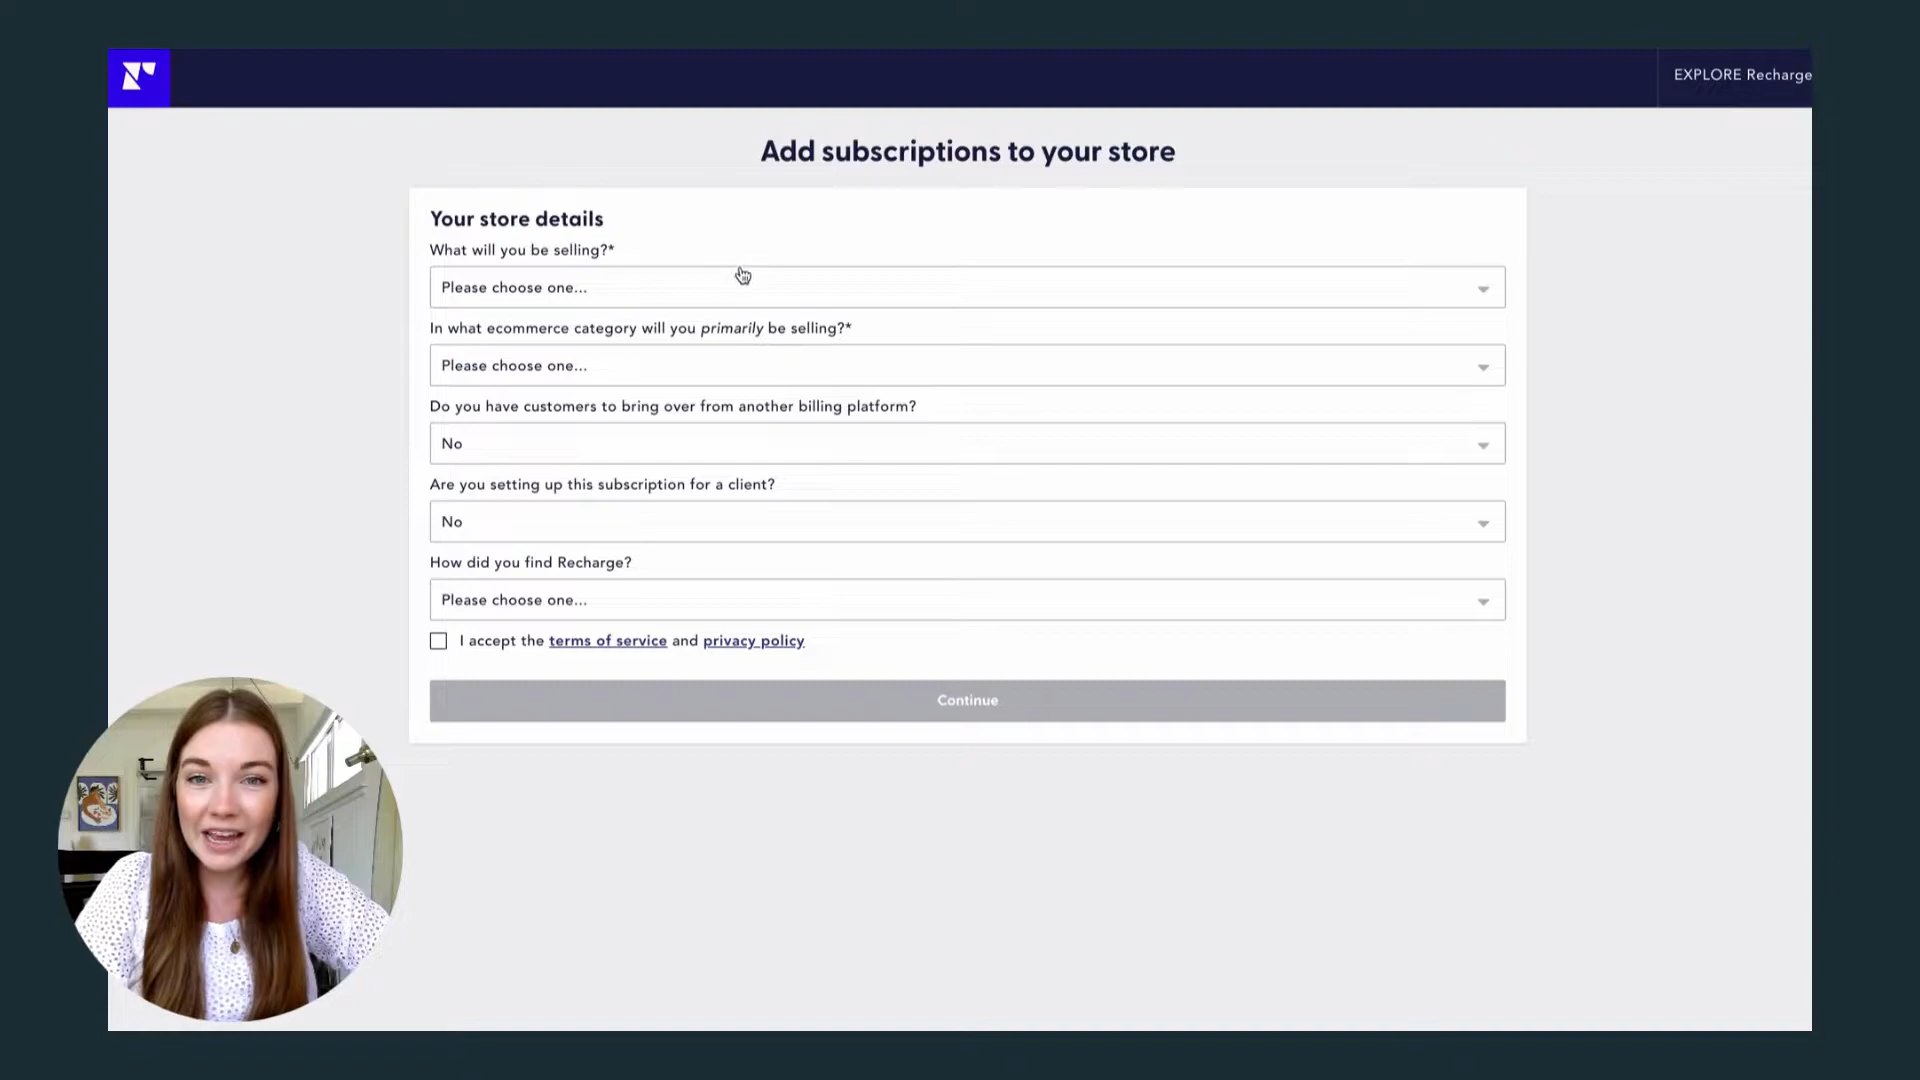 EXPLORE Recharge
Add subscriptions to your store
Your store details
What will you be selling?*
Please choose one...
In what ecommerce category will you primarily be selling?*
Please choose one...
Do you have customers to bring over from another billing platform?
No
Are you setting up this subscription for a client?
No
How did you find Recharge?
Please choose one...
I accept the terms of service and privacy policy
Continue